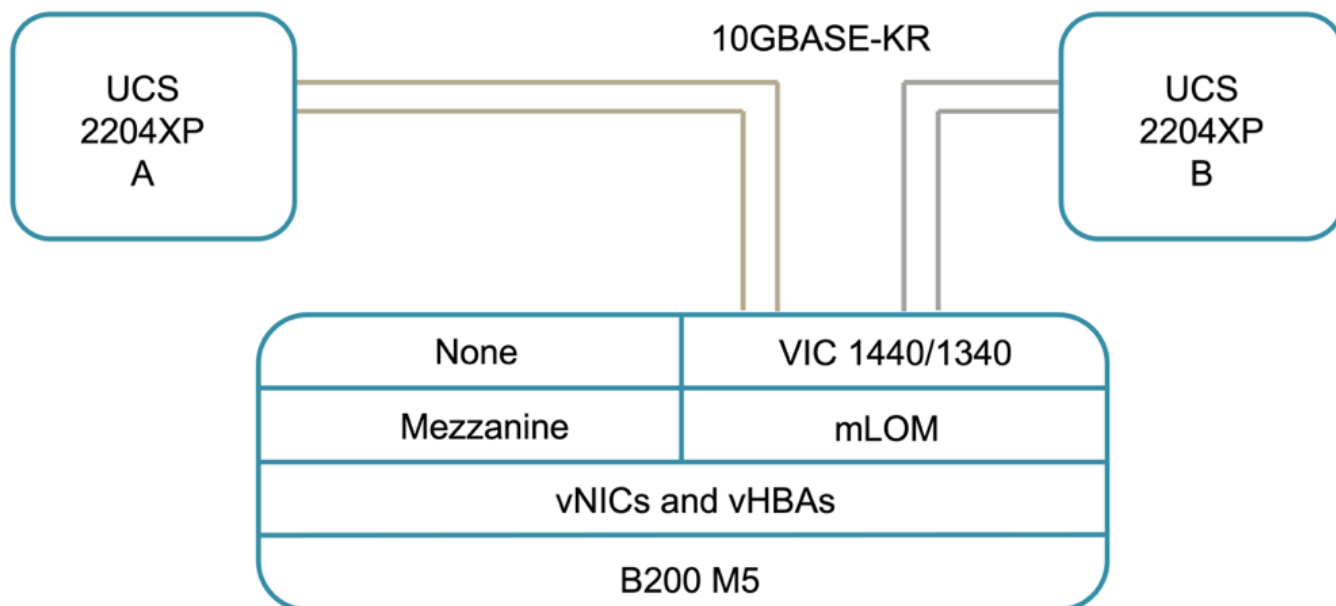 10GBASE-KR
UCS
2204XP
A
UCS
2204XP
B
None
VIC 1440/1340
Mezzanine
mLOM
vNICs and vHBAs
B200 M5